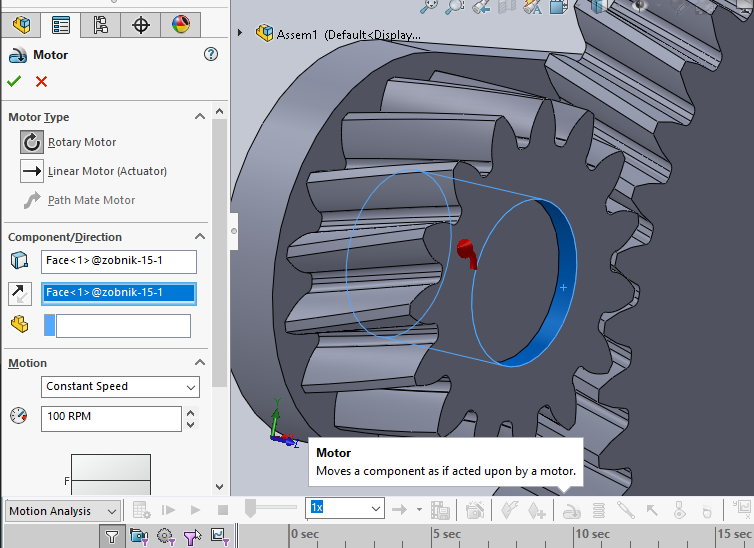 Assem1 (Default<Display...
Motor
Motor Type
Rotary Motor
Linear Motor (Actuator)
Path Mate Motor
Component/Direction
Face<1>@zobnik-15-1
Face<1>@zobnik-15-1
Motion
Constant Speed
100 RPM
F
Y
Z
Motor
Moves a component as if acted upon by a motor.
Motion Analysis
1x
0 sec
5 sec
10 sec
15 sec